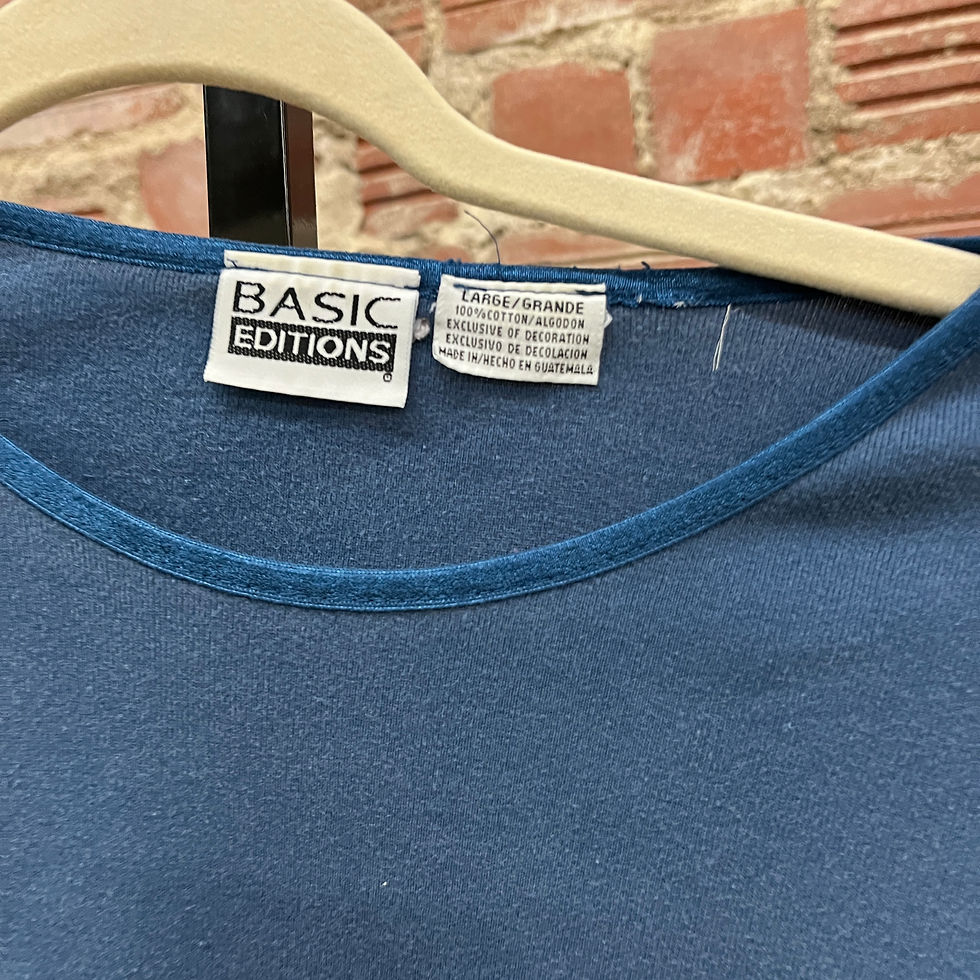 BASIC
EDITIONS
LARGE/GRANDE
100%COTTON/ALGODON
EXCLUSIVE OF DECORATION
EXCLUSIVO DE DECOLACION
MADE IN/HECHO EN GUATEMALA